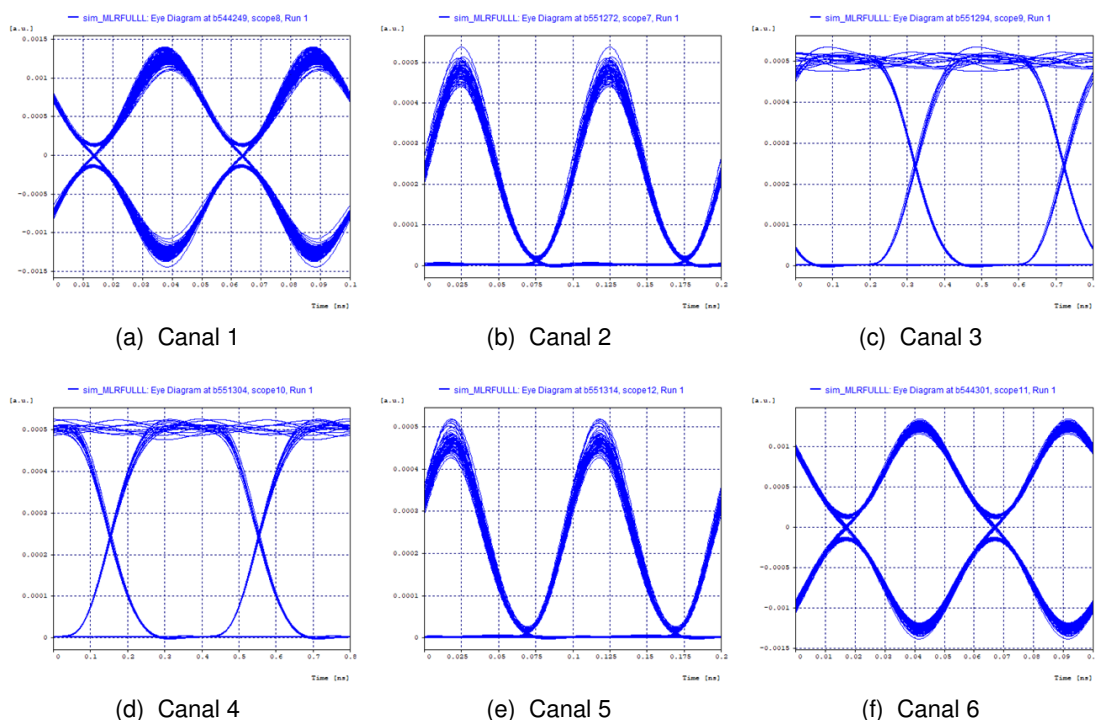 sim_MLRFULLL: Eye Diagram at b544249, scope8, Run 1
[a.u.]
0.0015
0.001
0.0005
0
-0.0005
-0.001
-0.0015
0 0.01 0.02 0.03 0.04 0.05 0.06 0.07 0.08 0.09 0.1
Time [ns]
(a) Canal 1
sim_MLRFULLL: Eye Diagram at b551272, scope7, Run 1
[a.u.]
0.0005
0.0004
0.0003
0.0002
0.0001
0
0 0.025 0.05 0.075 0.1 0.125 0.15 0.175 0.2
Time [ns]
(b) Canal 2
sim_MLRFULLL: Eye Diagram at b551294, scope9, Run 1
[a.u.]
0.0005
0.0004
0.0003
0.0002
0.0001
0
0 0.1 0.2 0.3 0.4 0.5 0.6 0.7 0.8
Time [ns]
(c) Canal 3
sim_MLRFULLL: Eye Diagram at b551304, scope10, Run 1
[a.u.]
0.0005
0.0004
0.0003
0.0002
0.0001
0
0 0.1 0.2 0.3 0.4 0.5 0.6 0.7 0.8
Time [ns]
(d) Canal 4
sim_MLRFULLL: Eye Diagram at b551314, scope12, Run 1
[a.u.]
0.0005
0.0004
0.0003
0.0002
0.0001
0
0 0.025 0.05 0.075 0.1 0.125 0.15 0.175 0.2
Time [ns]
(e) Canal 5
sim_MLRFULLL: Eye Diagram at b544301, scope11, Run 1
[a.u.]
0.001
0.0005
0
-0.0005
-0.001
-0.0015
0 0.01 0.02 0.03 0.04 0.05 0.06 0.07 0.08 0.09 0.1
Time [ns]
(f) Canal 6